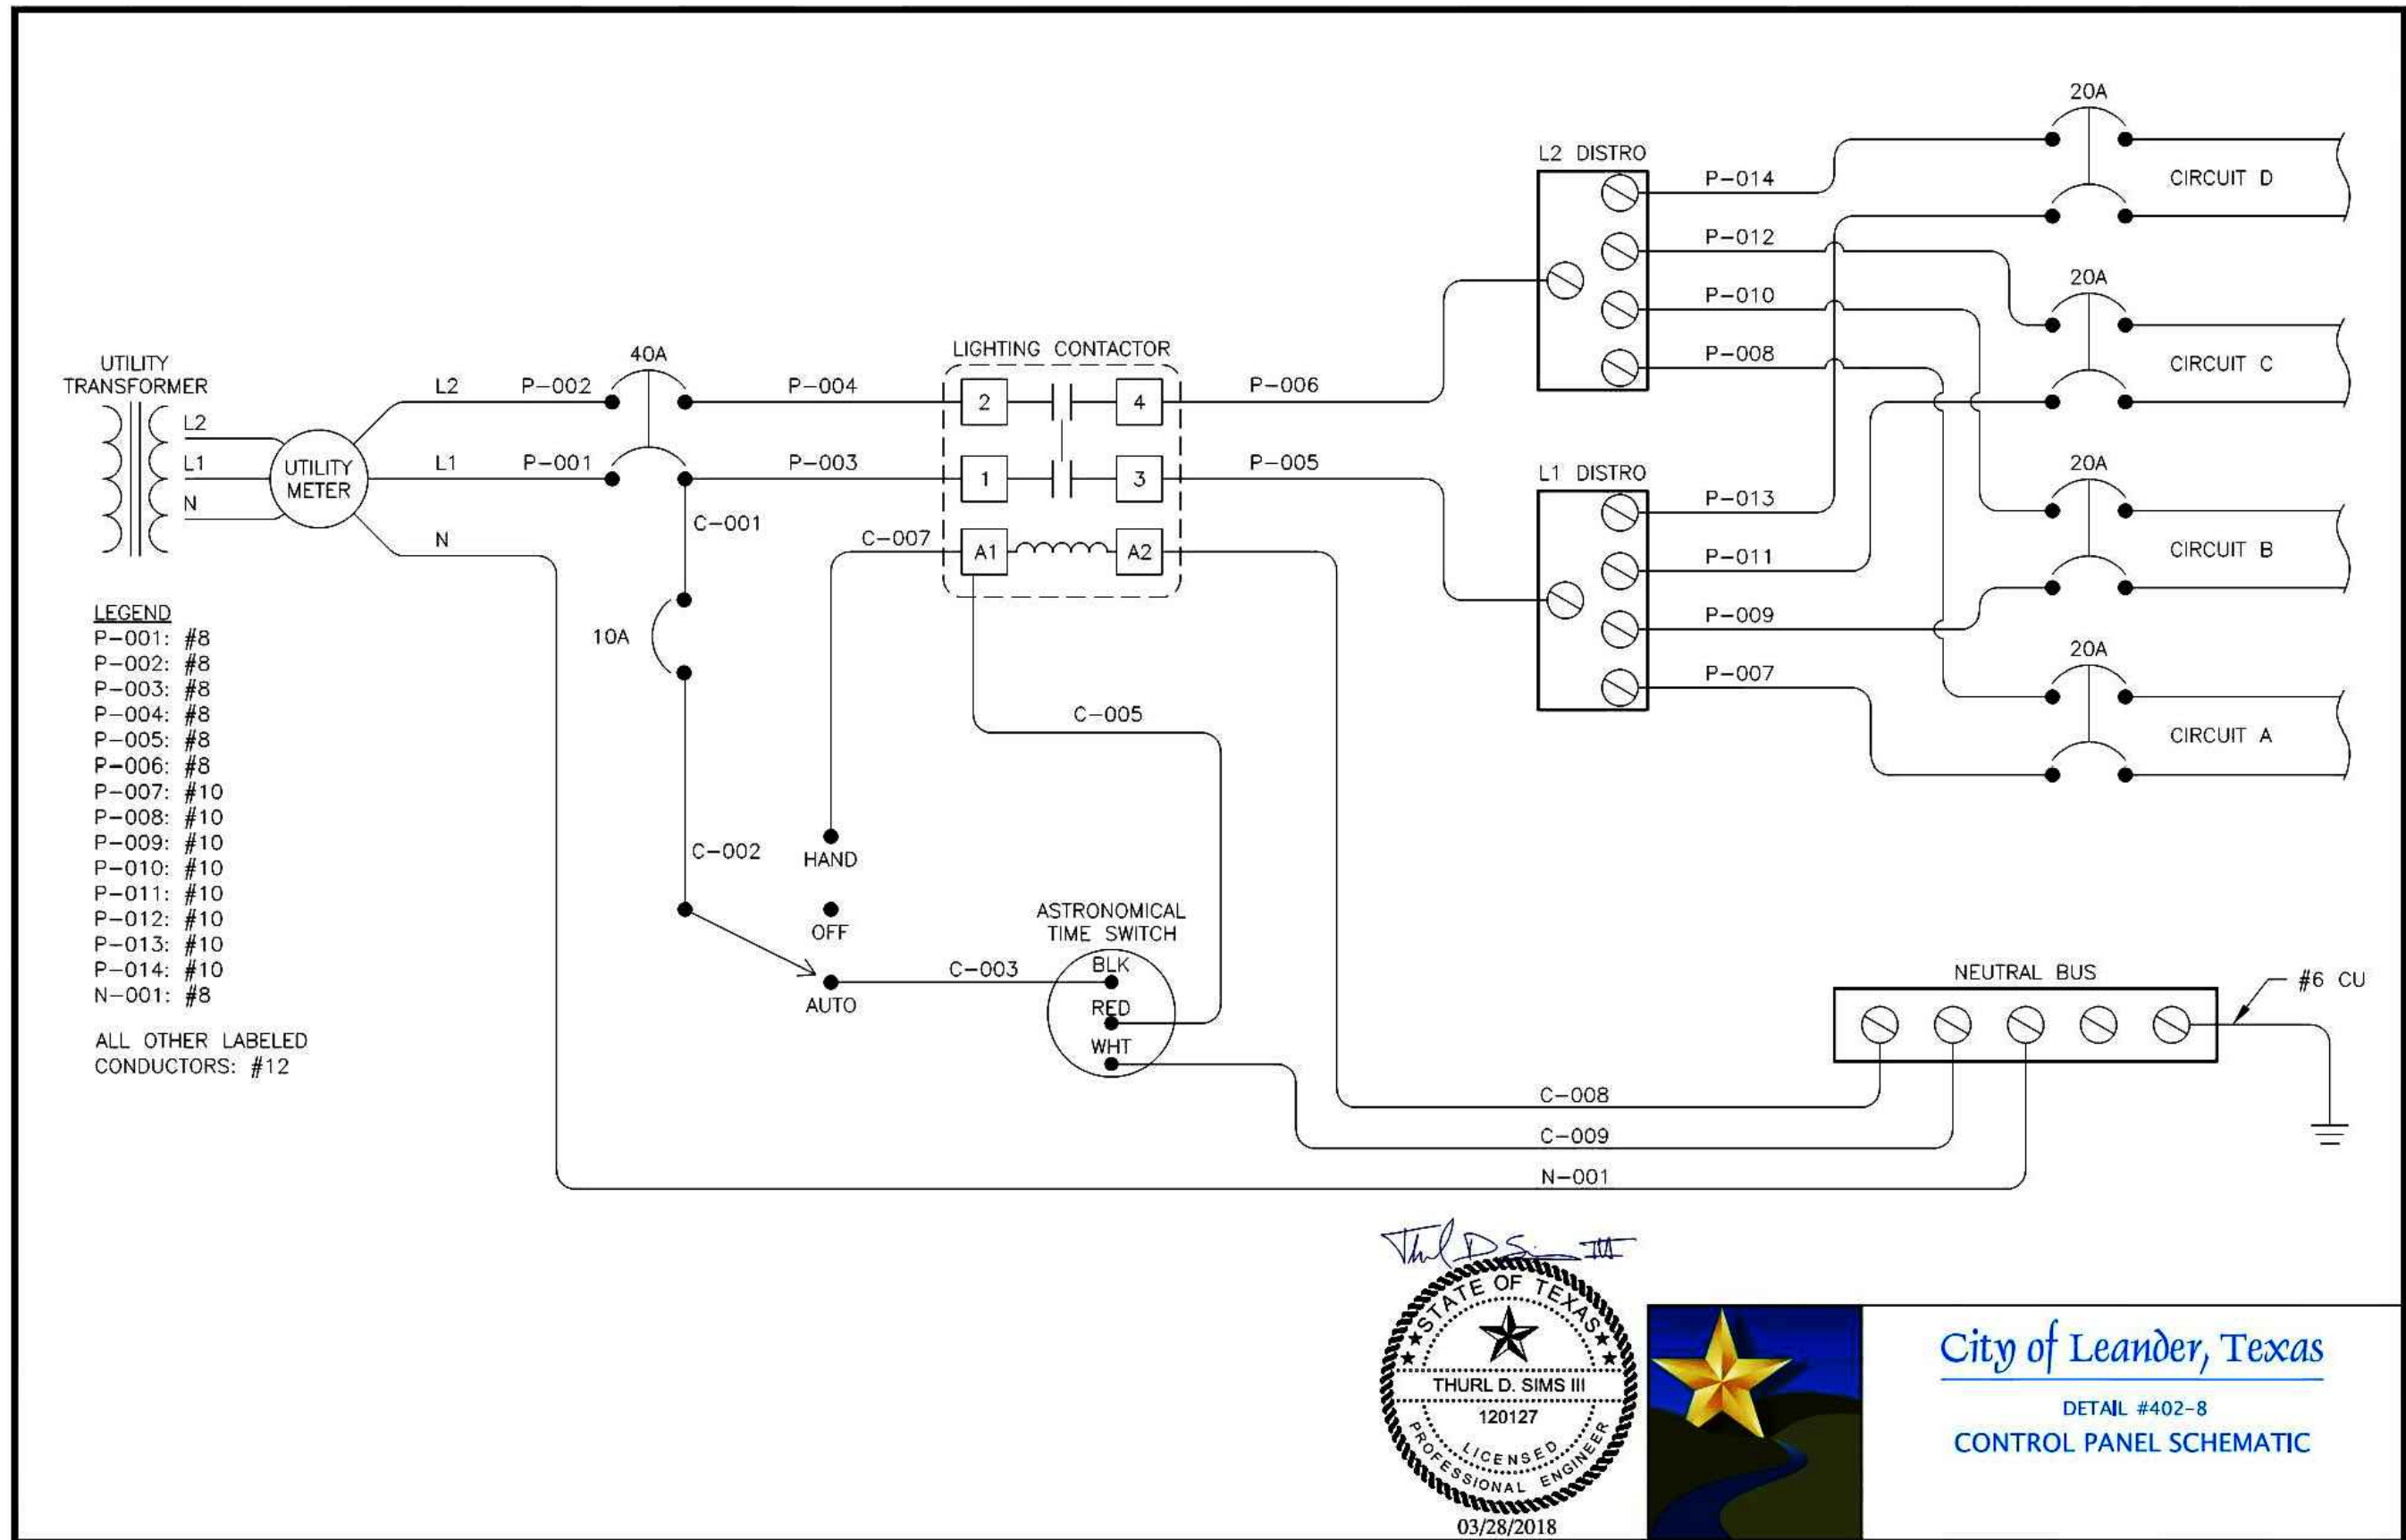 UTILITY
TRANSFORMER
L2
L1
N
UTILITY
METER
L2
P-002
L1
P-001
N
40A
P-004
P-003
C-001
10A
C-002
LIGHTING CONTACTOR
2
4
1
3
A1
A2
C-007
P-006
P-005
C-005
HAND
OFF
AUTO
C-003
ASTRONOMICAL
TIME SWITCH
BLK
RED
WHT
L2 DISTRO
P-014
P-012
P-010
P-008
L1 DISTRO
P-013
P-011
P-009
P-007
20A
CIRCUIT D
20A
CIRCUIT C
20A
CIRCUIT B
20A
CIRCUIT A
NEUTRAL BUS
#6 CU
C-008
C-009
N-001
LEGEND
P-001: #8
P-002: #8
P-003: #8
P-004: #8
P-005: #8
P-006: #8
P-007: #10
P-008: #10
P-009: #10
P-010: #10
P-011: #10
P-012: #10
P-013: #10
P-014: #10
N-001: #8
ALL OTHER LABELED
CONDUCTORS: #12
Thurl D Sims III
STATE OF TEXAS
THURL D. SIMS III
120127
LICENSED
PROFESSIONAL ENGINEER
03/28/2018
City of Leander, Texas
DETAIL #402-8
CONTROL PANEL SCHEMATIC